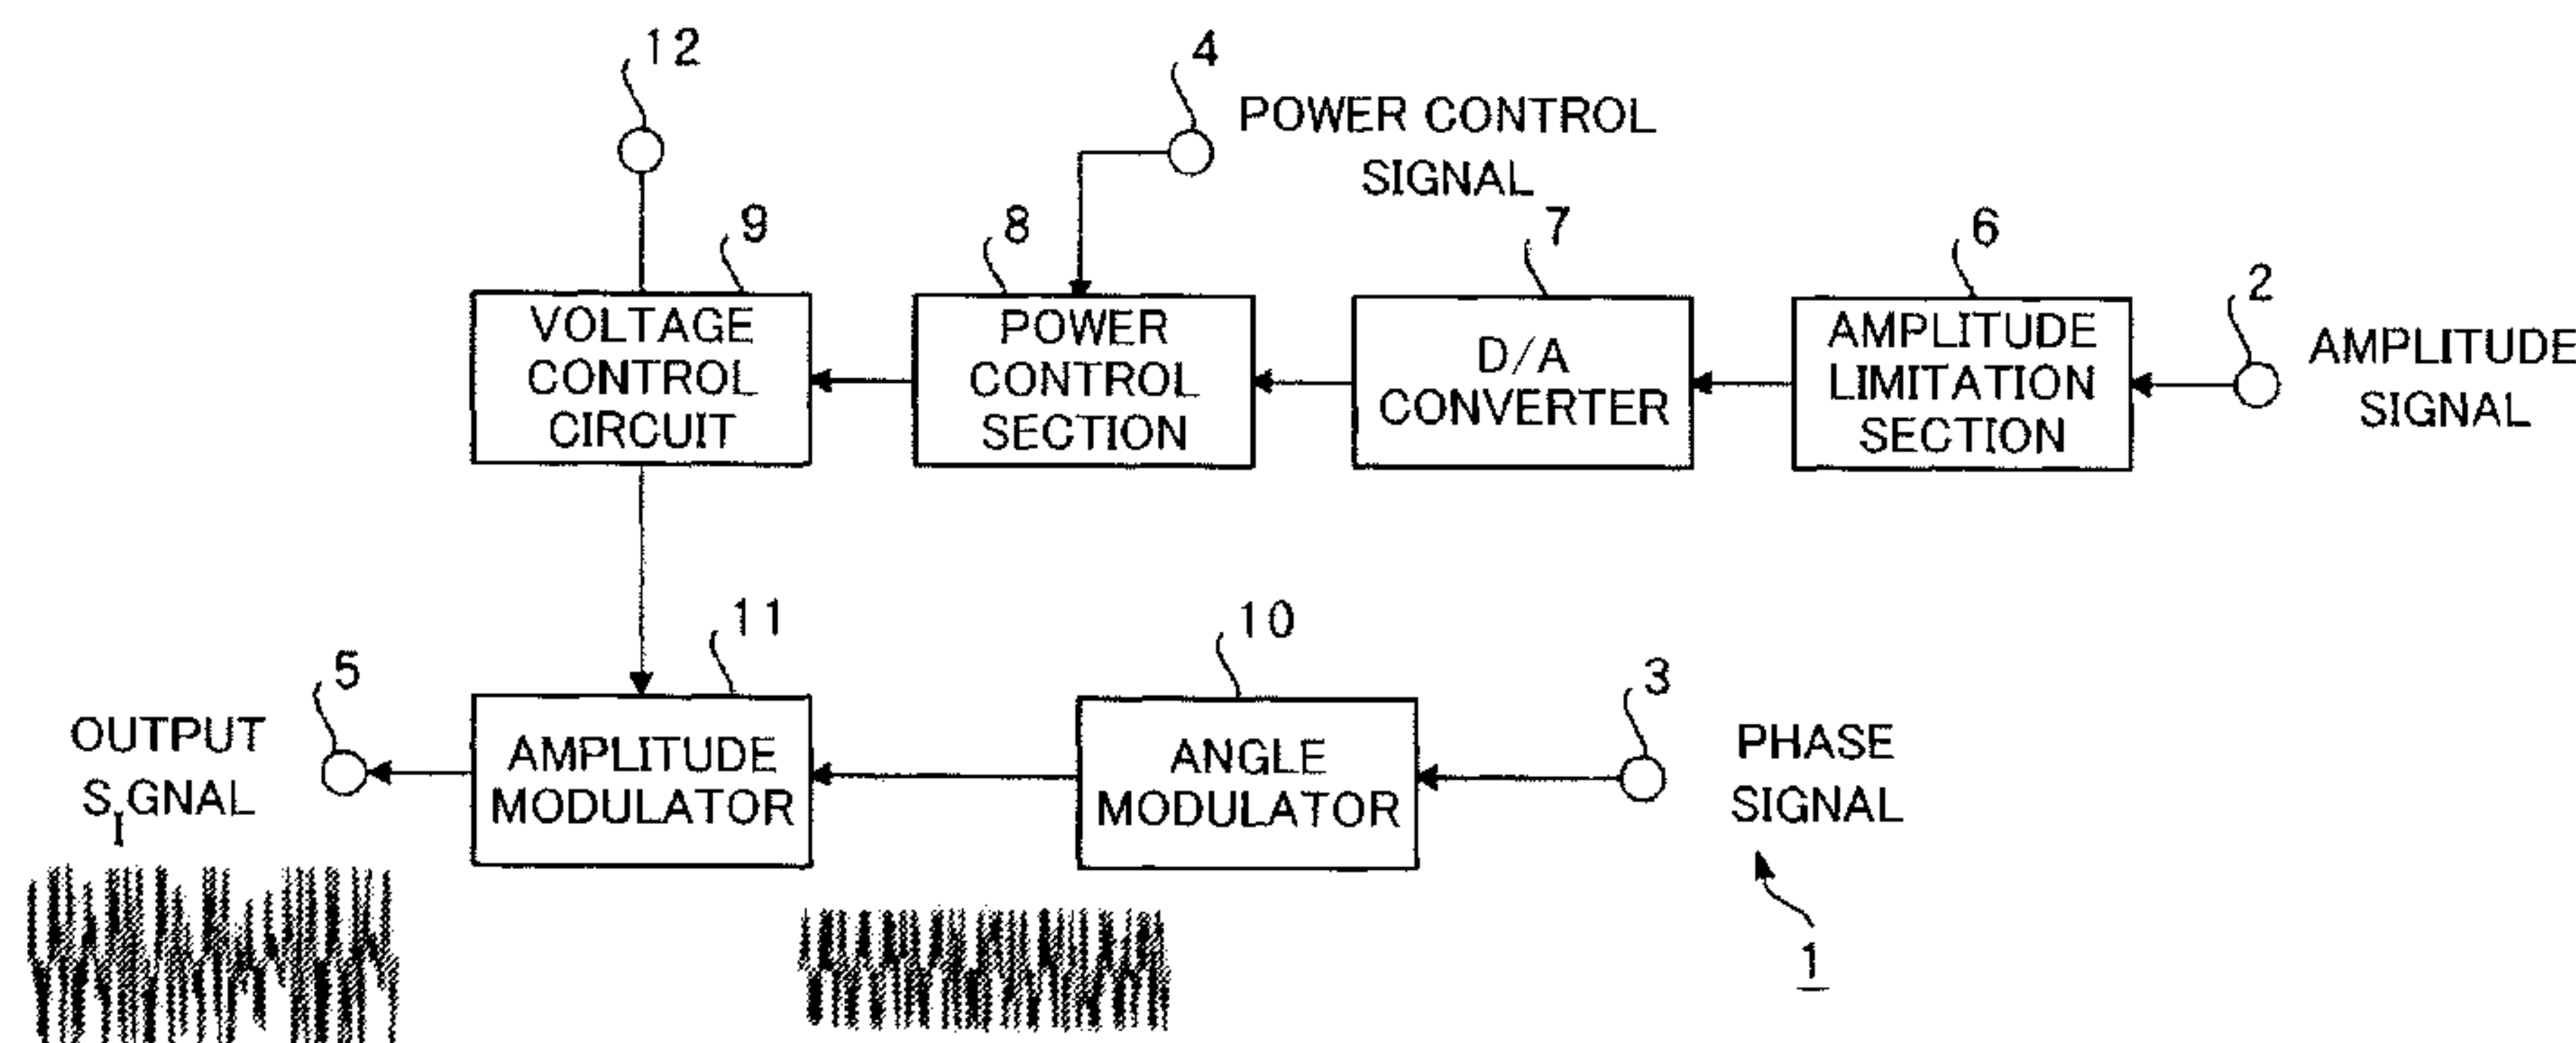 12
4
POWER CONTROL
SIGNAL
9
8
7
6
2
VOLTAGE
CONTROL
CIRCUIT
POWER
CONTROL
SECTION
D/A
CONVERTER
AMPLITUDE
LIMITATION
SECTION
AMPLITUDE
SIGNAL
5
11
10
3
OUTPUT
SIGNAL
AMPLITUDE
MODULATOR
ANGLE
MODULATOR
PHASE
SIGNAL
1